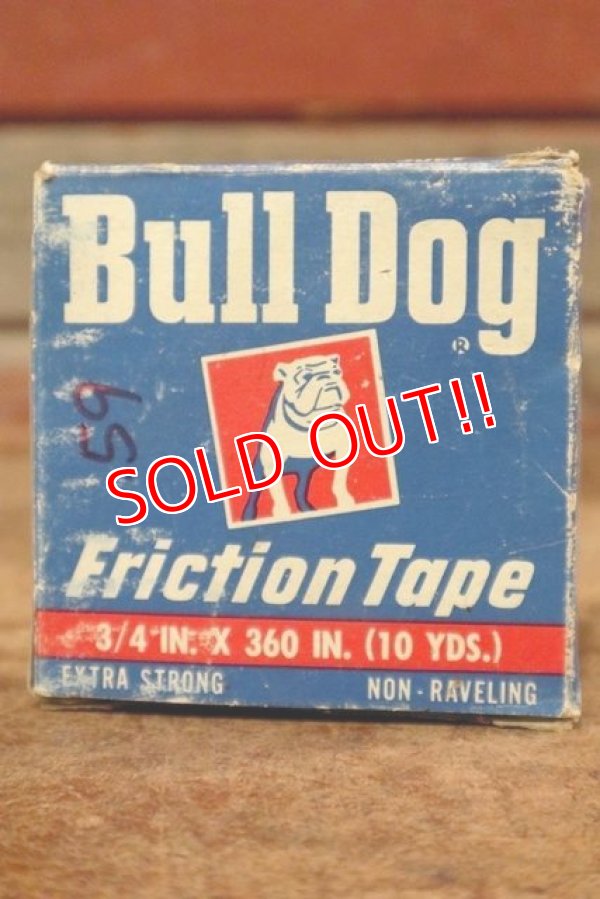 Bull Dog
®
59
SOLD OUT!!
Friction Tape
3/4 IN. X 360 IN. (10 YDS.)
EXTRA STRONG NON-RAVELING